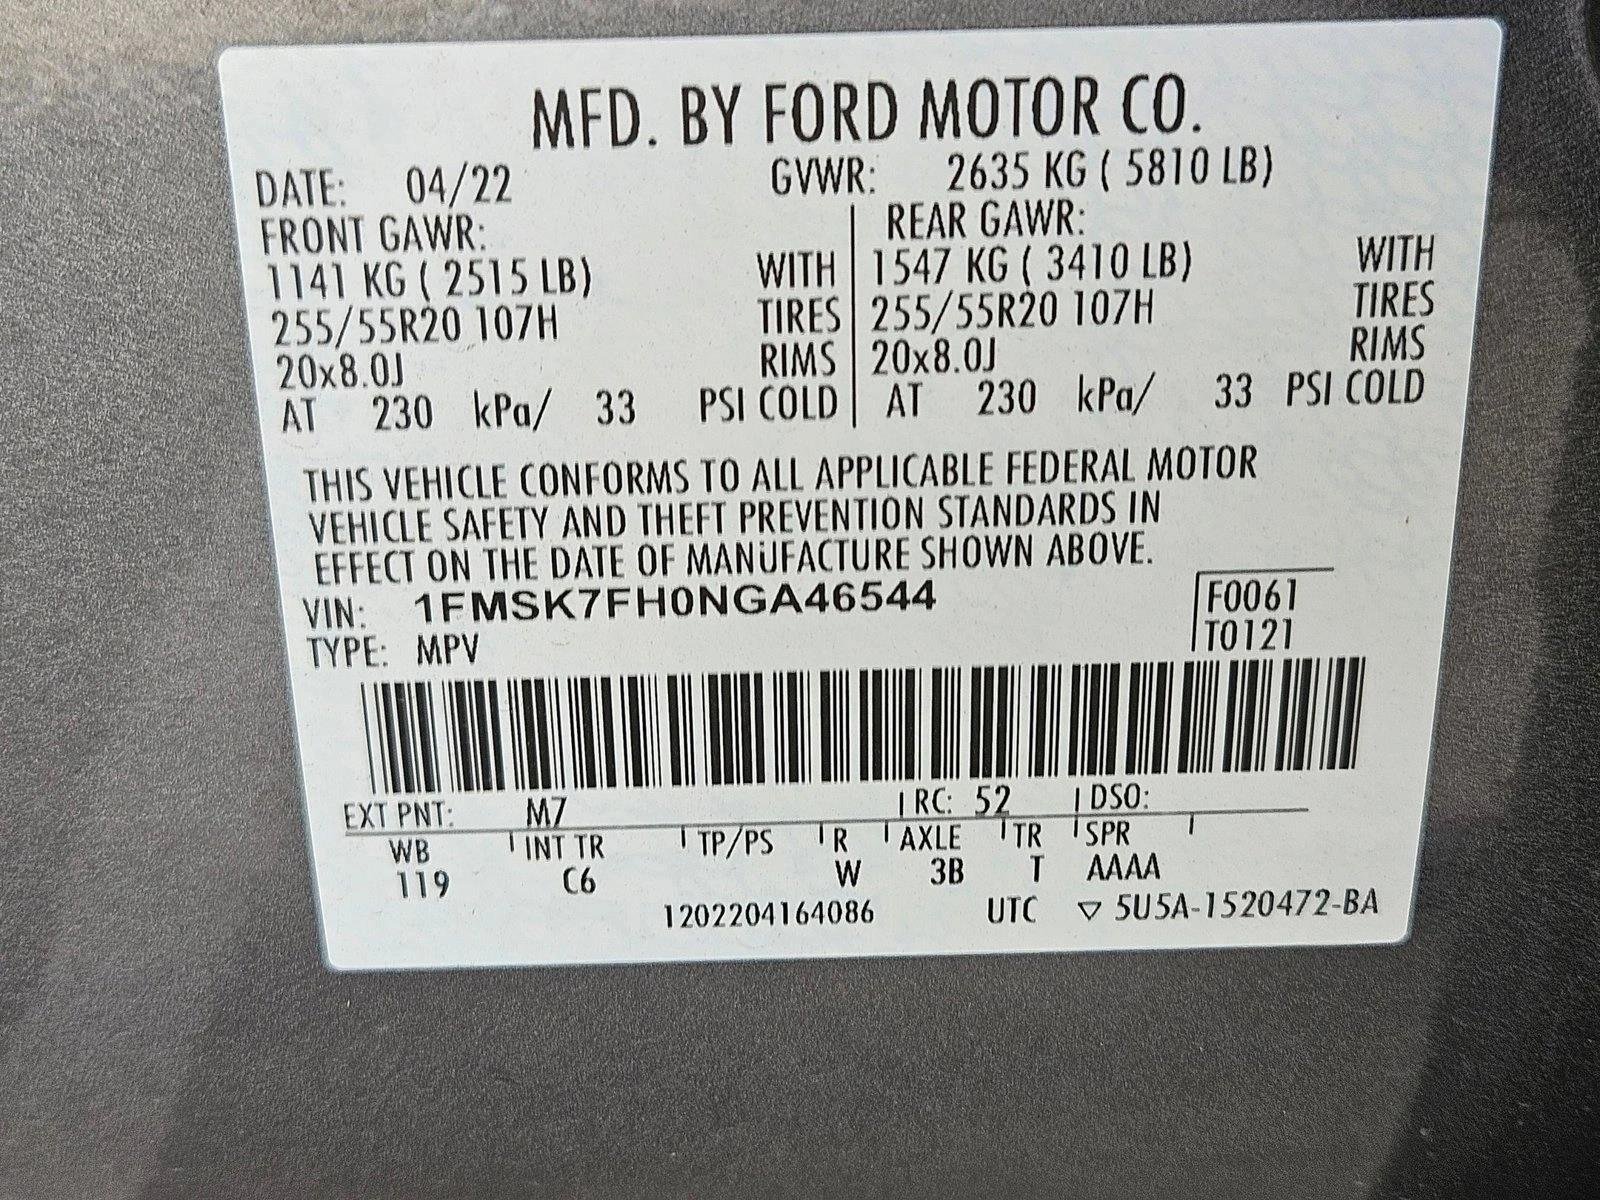 MFD. BY FORD MOTOR CO.
DATE: 04/22 GVWR: 2635 KG ( 5810 LB)
FRONT GAWR: REAR GAWR:
1141 KG ( 2515 LB) WITH 1547 KG ( 3410 LB) WITH
255/55R20 107H TIRES 255/55R20 107H TIRES
20x8.0J RIMS 20x8.0J RIMS
AT 230 kPa/ 33 PSI COLD AT 230 kPa/ 33 PSI COLD
THIS VEHICLE CONFORMS TO ALL APPLICABLE FEDERAL MOTOR
VEHICLE SAFETY AND THEFT PREVENTION STANDARDS IN
EFFECT ON THE DATE OF MANUFACTURE SHOWN ABOVE.
VIN: 1FMSK7FH0NGA46544 F0061
TYPE: MPV T0121
EXT PNT: M7 RC: 52 DSO:
WB INT TR TP/PS R AXLE TR SPR
119 C6 W 3B T AAAA
1202204164086 UTC ▽ 5U5A-1520472-BA